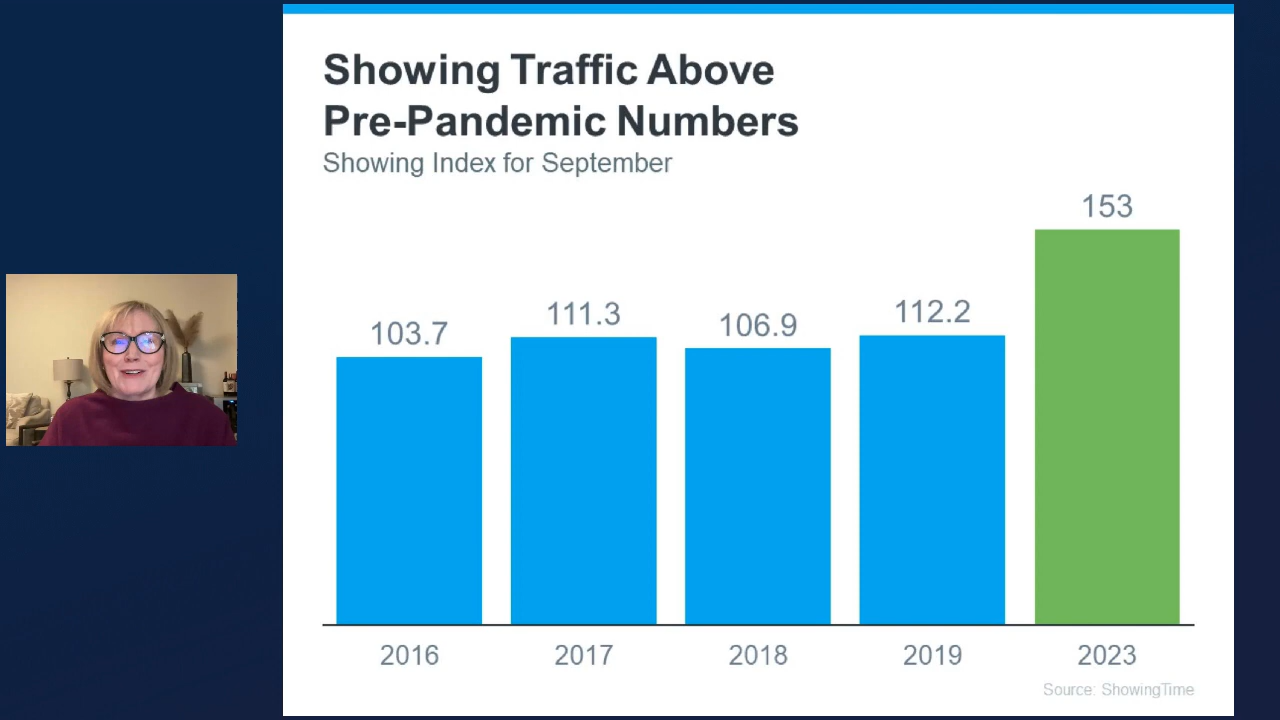 Showing Traffic Above
Pre-Pandemic Numbers
Showing Index for September
103.7
111.3
106.9
112.2
153
2016
2017
2018
2019
2023
Source: ShowingTime